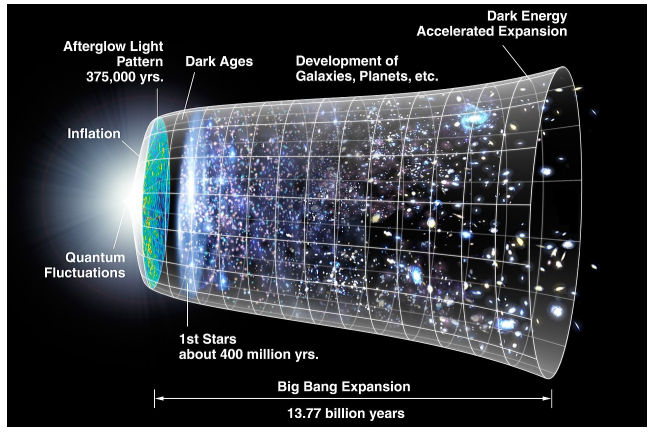 Dark Energy
Accelerated Expansion
Afterglow Light
Pattern
375,000 yrs.
Dark Ages
Development of
Galaxies, Planets, etc.
Inflation
Quantum
Fluctuations
1st Stars
about 400 million yrs.
Big Bang Expansion
13.77 billion years